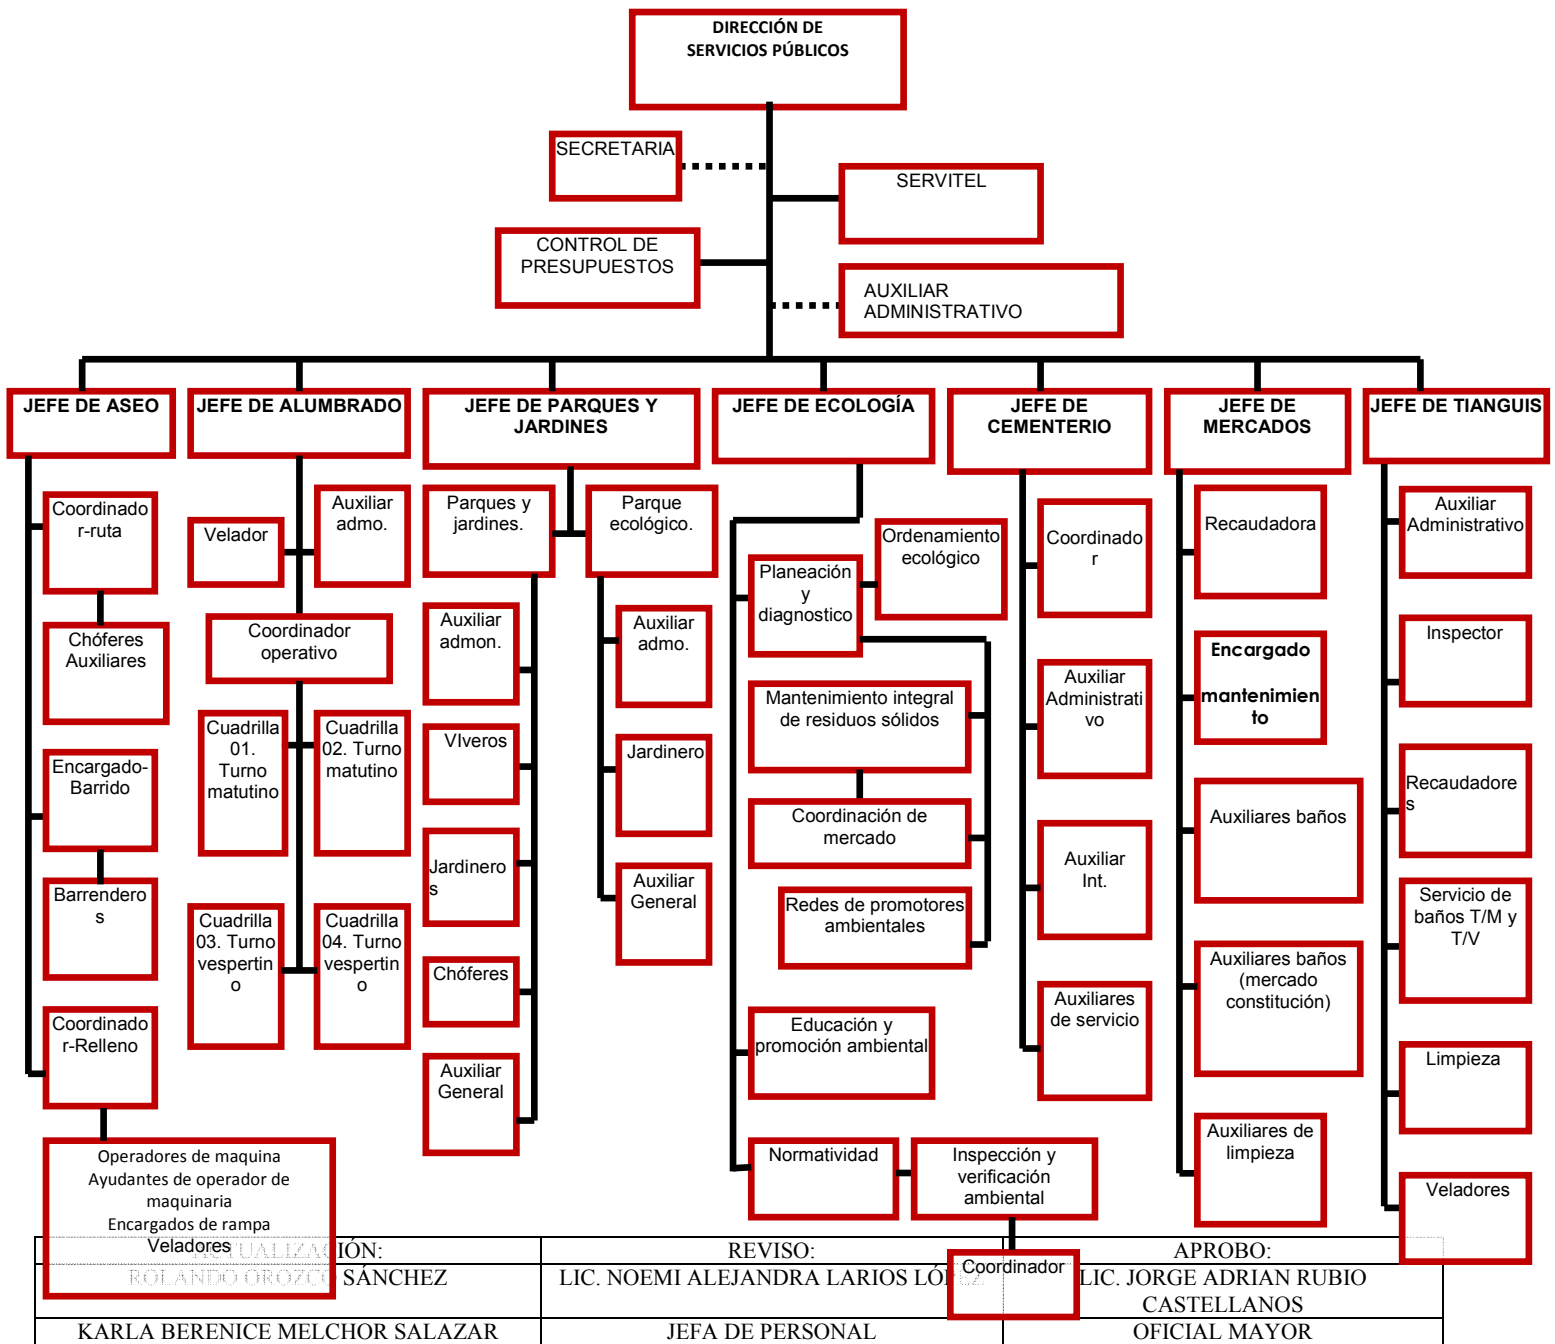 DIRECCIÓN DE
SERVICIOS PÚBLICOS
SECRETARIA
SERVITEL
CONTROL DE
PRESUPUESTOS
AUXILIAR
ADMINISTRATIVO
JEFE DE ASEO
Coordinado
r-ruta
Chóferes
Auxiliares
Encargado-
Barrido
Barrendero
s
Coordinado
r-Relleno
Operadores de maquina
Ayudantes de operador de
maquinaria
Encargados de rampa
Veladores
JEFE DE ALUMBRADO
Velador
Auxiliar
admo.
Coordinador
operativo
Cuadrilla
01.
Turno
matutino
Cuadrilla
02. Turno
matutino
Cuadrilla
03. Turno
vespertin
o
Cuadrilla
04. Turno
vespertin
o
JEFE DE PARQUES Y
JARDINES
Parques y
jardines.
Parque
ecológico.
Auxiliar
admon.
VIveros
Jardinero
s
Chóferes
Auxiliar
General
Auxiliar
admo.
Jardinero
Auxiliar
General
JEFE DE ECOLOGÍA
Ordenamiento
ecológico
Planeación
y
diagnostico
Mantenimiento integral
de residuos sólidos
Coordinación de
mercado
Redes de promotores
ambientales
Educación y
promoción ambiental
Normatividad
Inspección y
verificación
ambiental
Coordinador
JEFE DE
CEMENTERIO
Coordinado
r
Auxiliar
Administrati
vo
Auxiliar
Int.
Auxiliares
de servicio
JEFE DE
MERCADOS
Recaudadora
Encargado
mantenimien
to
Auxiliares baños
Auxiliares baños
(mercado
constitución)
Auxiliares de
limpieza
JEFE DE TIANGUIS
Auxiliar
Administrativo
Inspector
Recaudadore
s
Servicio de
baños T/M y
T/V
Limpieza
Veladores
ACTUALIZACIÓN:
REVISO:
APROBO:
ROLANDO OROZCO SÁNCHEZ
LIC. NOEMI ALEJANDRA LARIOS LÓPEZ
LIC. JORGE ADRIAN RUBIO
CASTELLANOS
KARLA BERENICE MELCHOR SALAZAR
JEFA DE PERSONAL
OFICIAL MAYOR